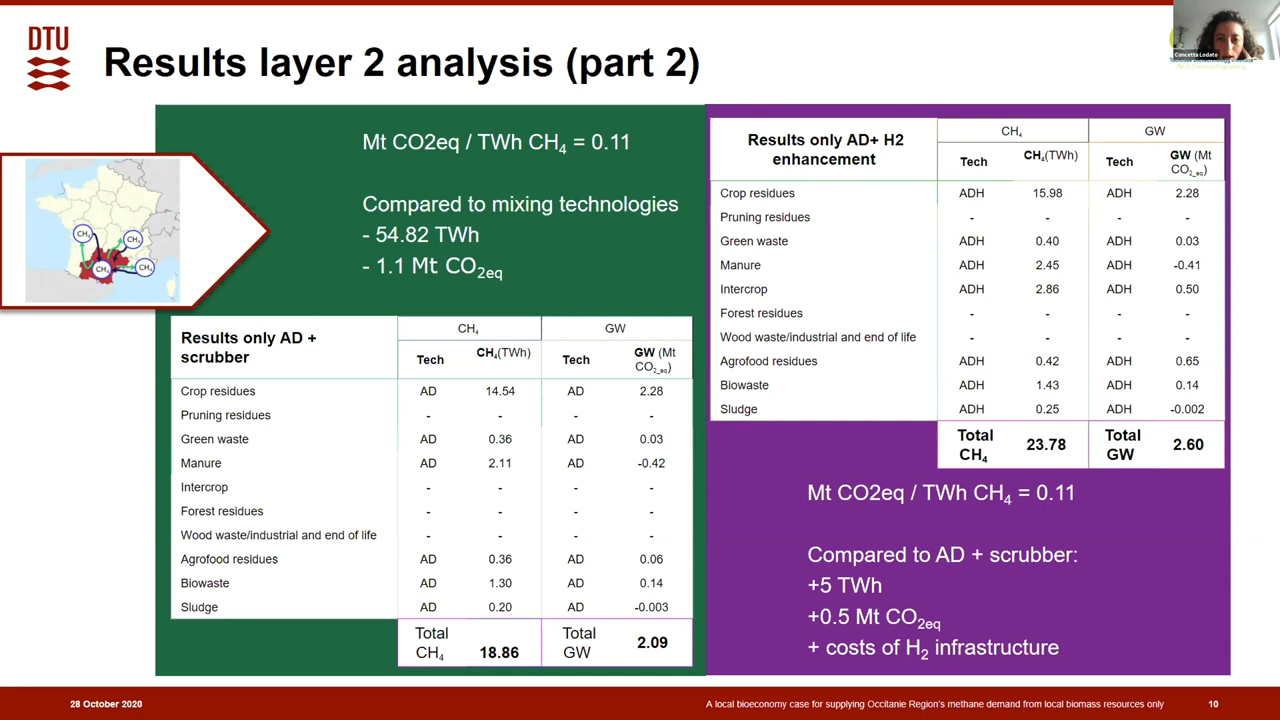 DTU
Results layer 2 analysis (part 2)
Concetta Lodato
Mt CO2eq / TWh CH4 = 0.11
Compared to mixing technologies
- 54.82 TWh
- 1.1 Mt CO2eq
CH4
CH4
CH4
CH4
Results only AD + scrubber
CH4 GW
Tech CH4(TWh) Tech GW (Mt CO2_eq)
Crop residues AD 14.54 AD 2.28
Pruning residues - - - -
Green waste AD 0.36 AD 0.03
Manure AD 2.11 AD -0.42
Intercrop - - - -
Forest residues - - - -
Wood waste/industrial and end of life - - - -
Agrofood residues AD 0.36 AD 0.06
Biowaste AD 1.30 AD 0.14
Sludge AD 0.20 AD -0.003
Total CH4 18.86 Total GW 2.09
Results only AD+ H2 enhancement
CH4 GW
Tech CH4(TWh) Tech GW (Mt CO2_eq)
Crop residues ADH 15.98 ADH 2.28
Pruning residues - - - -
Green waste ADH 0.40 ADH 0.03
Manure ADH 2.45 ADH -0.41
Intercrop ADH 2.86 ADH 0.50
Forest residues - - - -
Wood waste/industrial and end of life - - - -
Agrofood residues ADH 0.42 ADH 0.65
Biowaste ADH 1.43 ADH 0.14
Sludge ADH 0.25 ADH -0.002
Total CH4 23.78 Total GW 2.60
Mt CO2eq / TWh CH4 = 0.11
Compared to AD + scrubber:
+5 TWh
+0.5 Mt CO2eq
+ costs of H2 infrastructure
28 October 2020
A local bioeconomy case for supplying Occitanie Region's methane demand from local biomass resources only
10